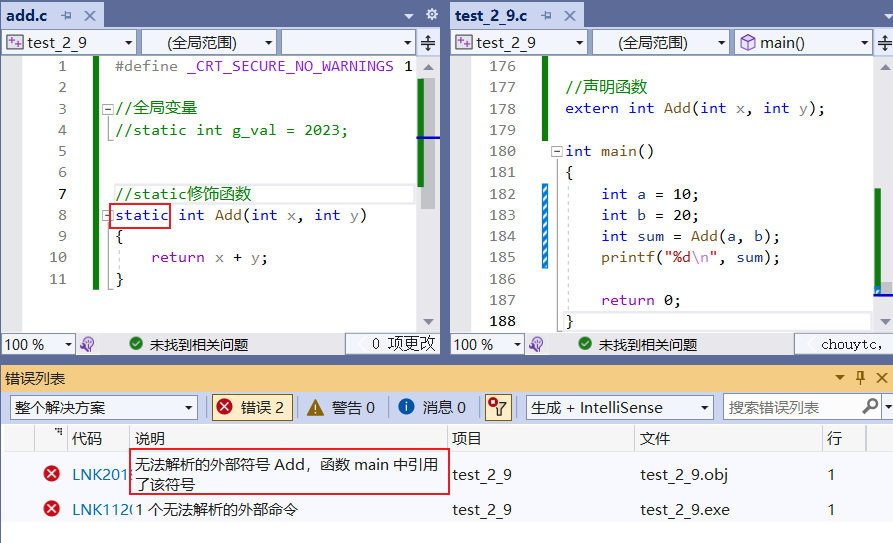 add.c
test_2_9
(全局范围)
1 #define _CRT_SECURE_NO_WARNINGS 1
2
3 //全局变量
4 //static int g_val = 2023;
5
6
7 //static修饰函数
8 static int Add(int x, int y)
9 {
10 return x + y;
11 }
100 %
未找到相关问题
0 项更改
test_2_9.c
test_2_9
(全局范围)
main()
176
177 //声明函数
178 extern int Add(int x, int y);
179
180 int main()
181 {
182 int a = 10;
183 int b = 20;
184 int sum = Add(a, b);
185 printf("%d\n", sum);
186
187 return 0;
188 }
100 %
未找到相关问题
chouytc,
错误列表
整个解决方案
错误 2
警告 0
消息 0
生成 + IntelliSense
搜索错误列表
代码 说明 项目 文件 行
LNK201 无法解析的外部符号 Add，函数 main 中引用
了该符号 test_2_9 test_2_9.obj 1
LNK112 1 个无法解析的外部命令 test_2_9 test_2_9.exe 1